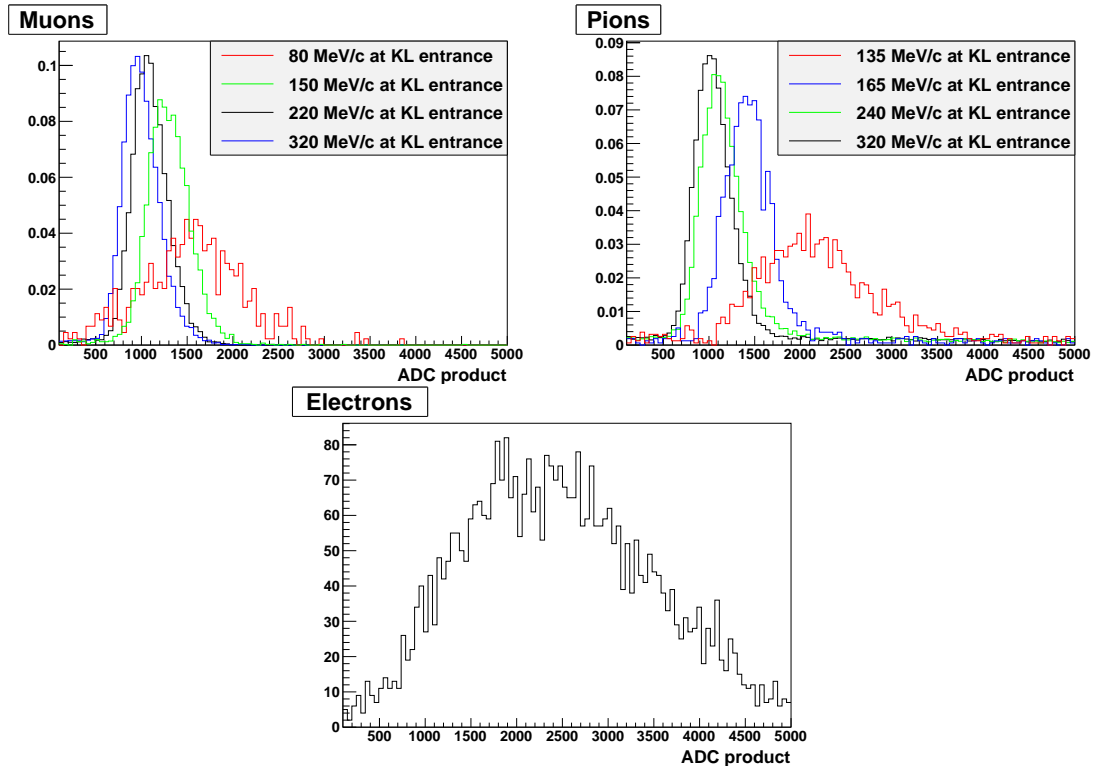 Muons
80 MeV/c at KL entrance
150 MeV/c at KL entrance
220 MeV/c at KL entrance
320 MeV/c at KL entrance
0.1
0.08
0.06
0.04
0.02
0
500 1000 1500 2000 2500 3000 3500 4000 4500 5000
ADC product
Pions
135 MeV/c at KL entrance
165 MeV/c at KL entrance
240 MeV/c at KL entrance
320 MeV/c at KL entrance
0.09
0.08
0.07
0.06
0.05
0.04
0.03
0.02
0.01
0
500 1000 1500 2000 2500 3000 3500 4000 4500 5000
ADC product
Electrons
80
70
60
50
40
30
20
10
0
500 1000 1500 2000 2500 3000 3500 4000 4500 5000
ADC product